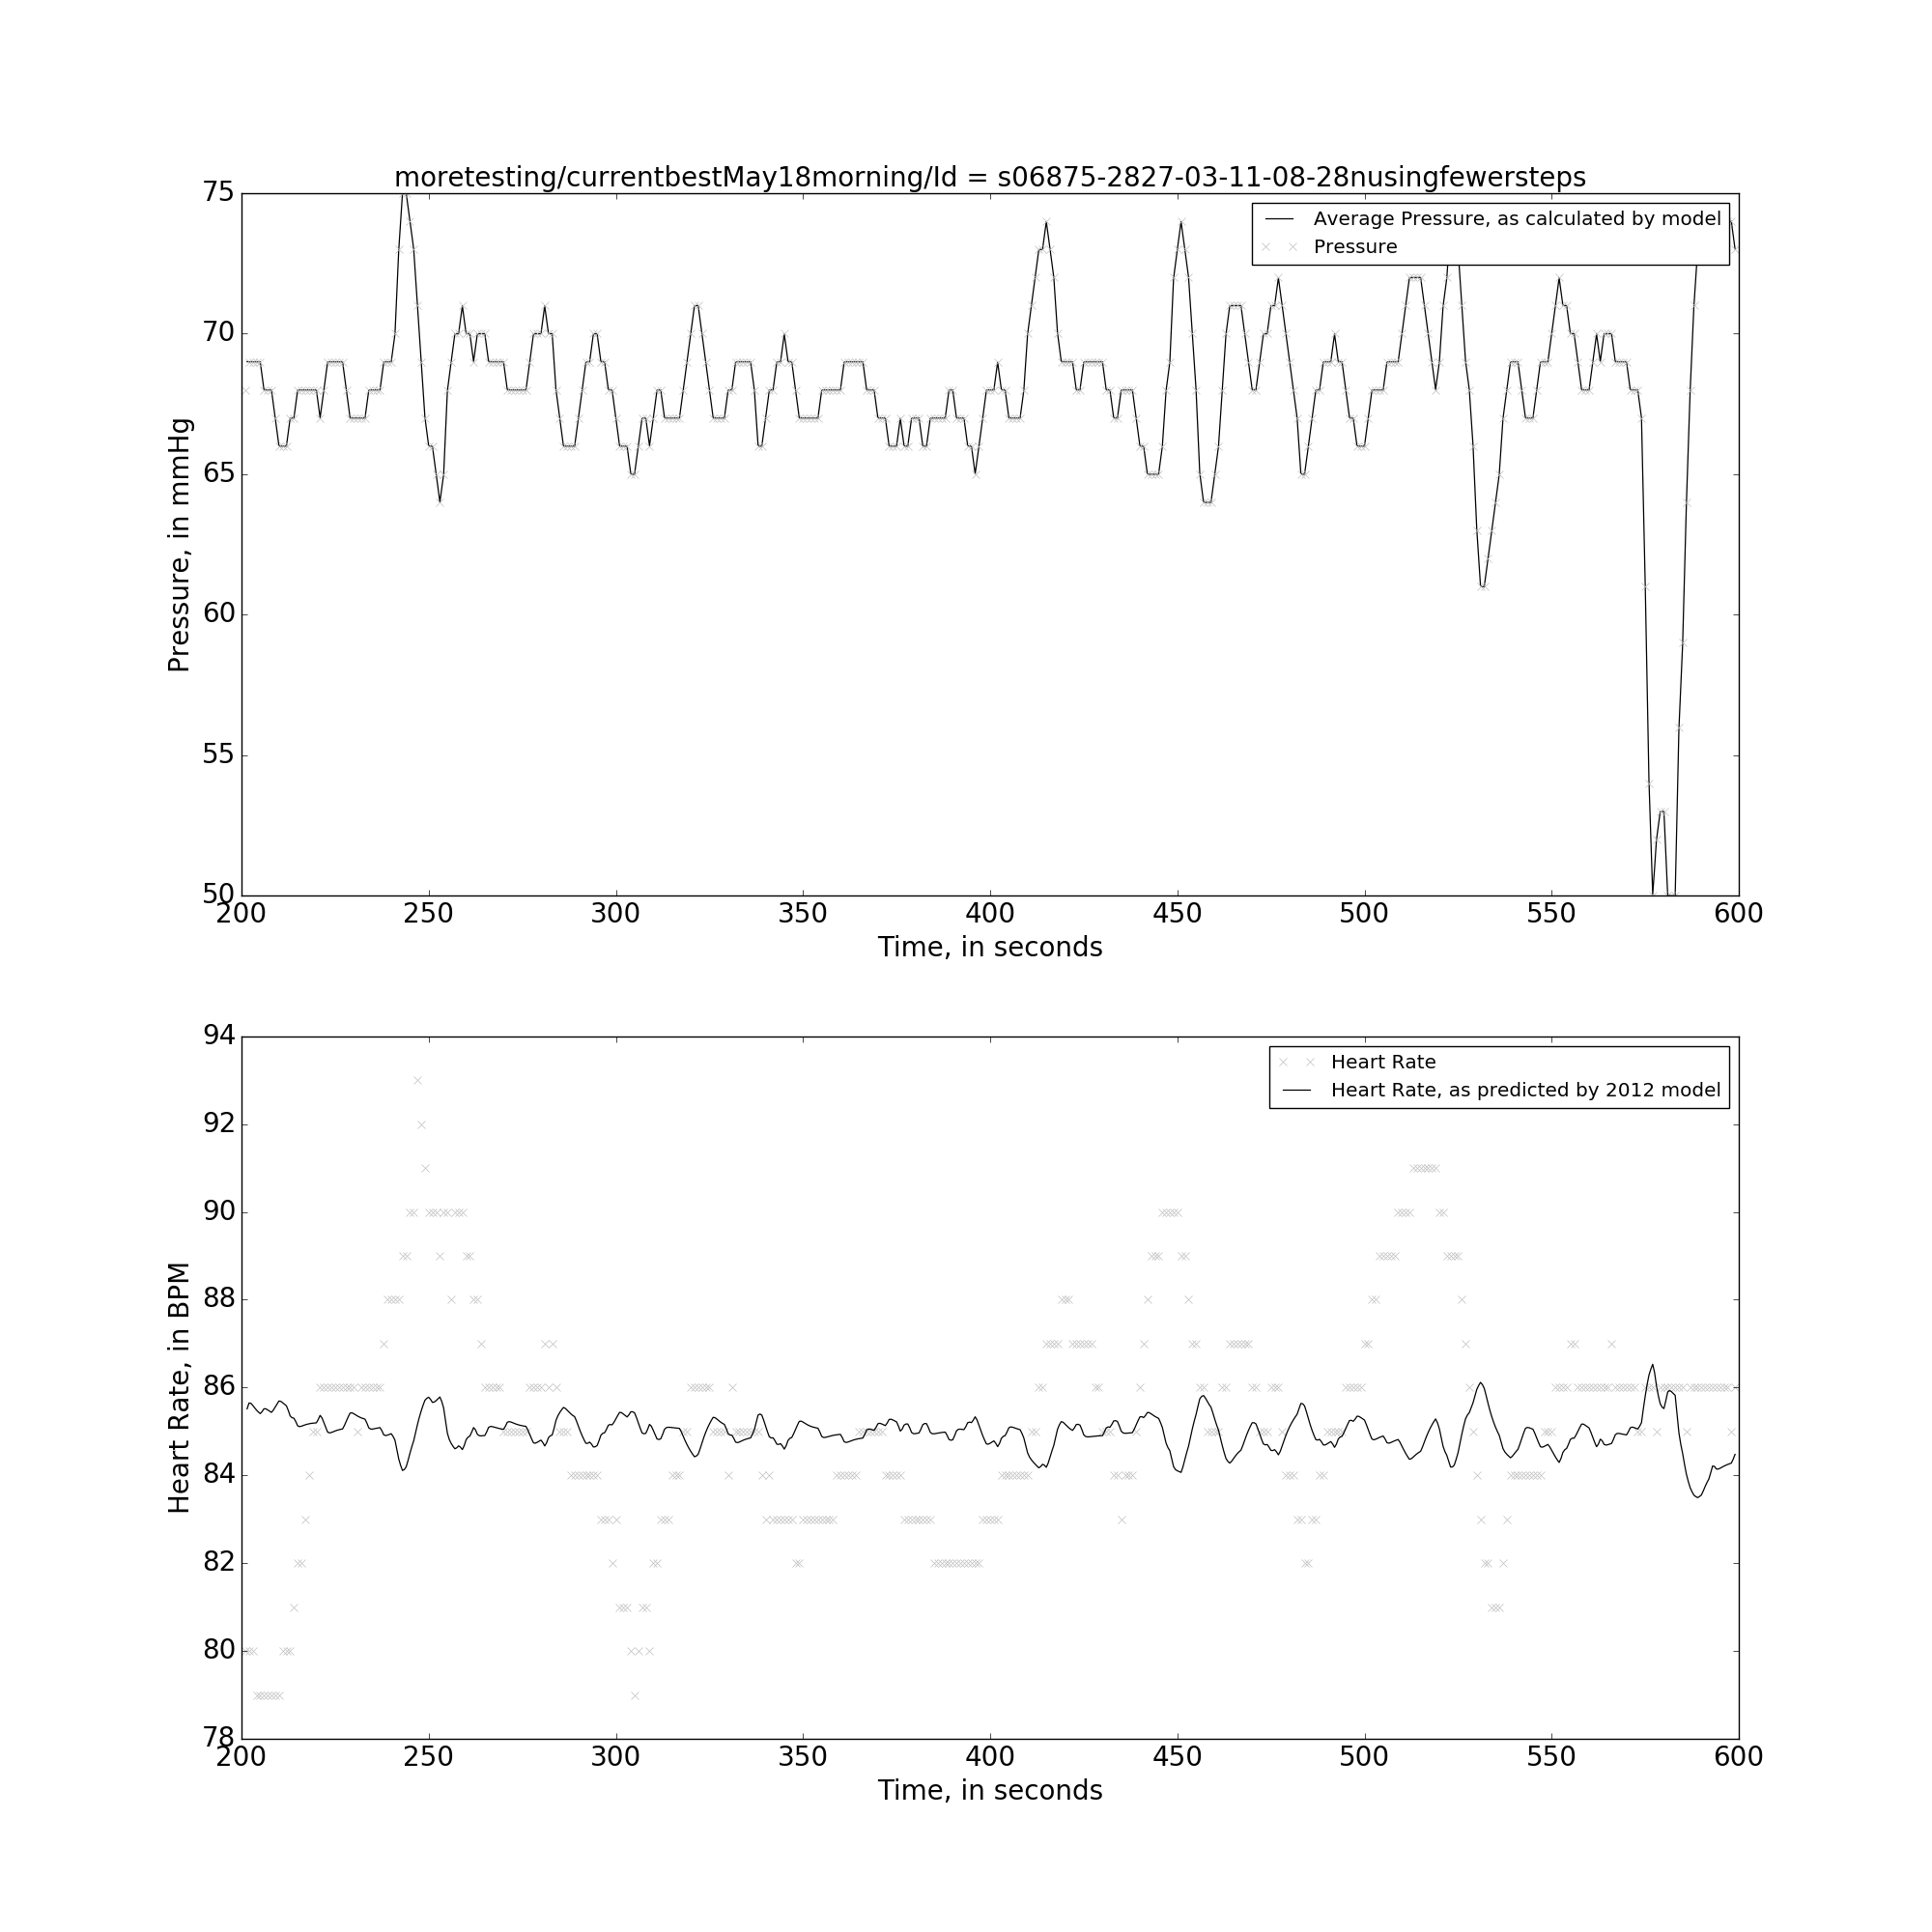 moretesting/currentbestMay18morning/Id = s06875-2827-03-11-08-28nusingfewersteps
75
70
65
60
55
50
Pressure, in mmHg
Average Pressure, as calculated by model
Pressure
200 250 300 350 400 450 500 550 600
Time, in seconds
94
92
90
88
86
84
82
80
78
Heart Rate, in BPM
Heart Rate
Heart Rate, as predicted by 2012 model
200 250 300 350 400 450 500 550 600
Time, in seconds